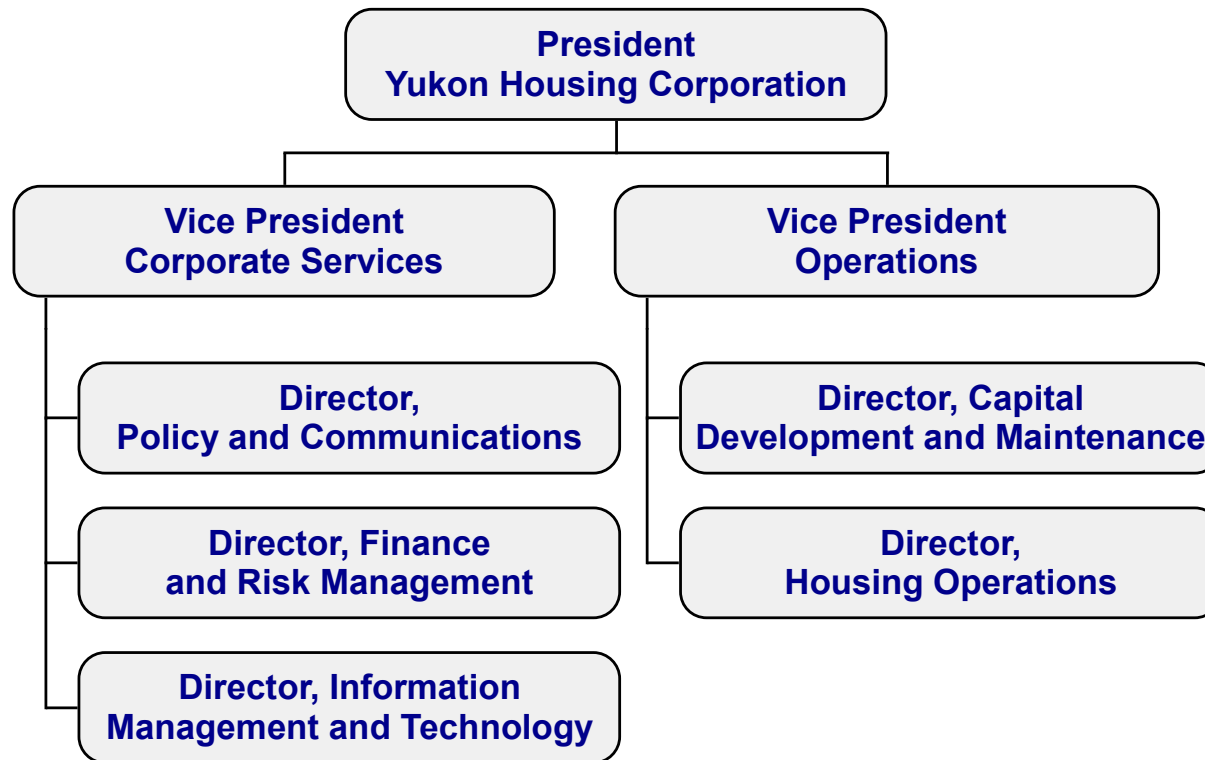 President
Yukon Housing Corporation
Vice President
Corporate Services
Director,
Policy and Communications
Director, Finance
and Risk Management
Director, Information
Management and Technology
Vice President
Operations
Director, Capital
Development and Maintenance
Director,
Housing Operations